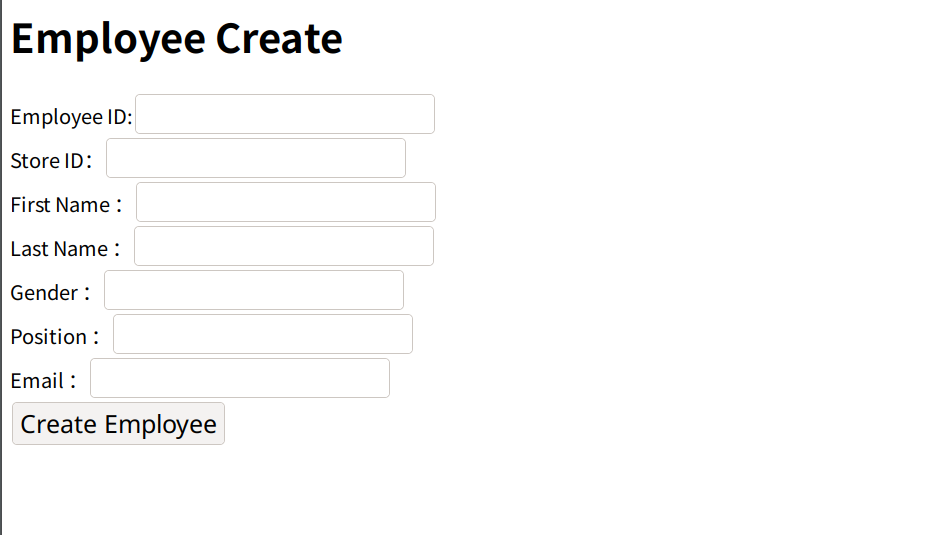 Employee Create
Employee ID:
Store ID：
First Name：
Last Name：
Gender：
Position：
Email：
Create Employee